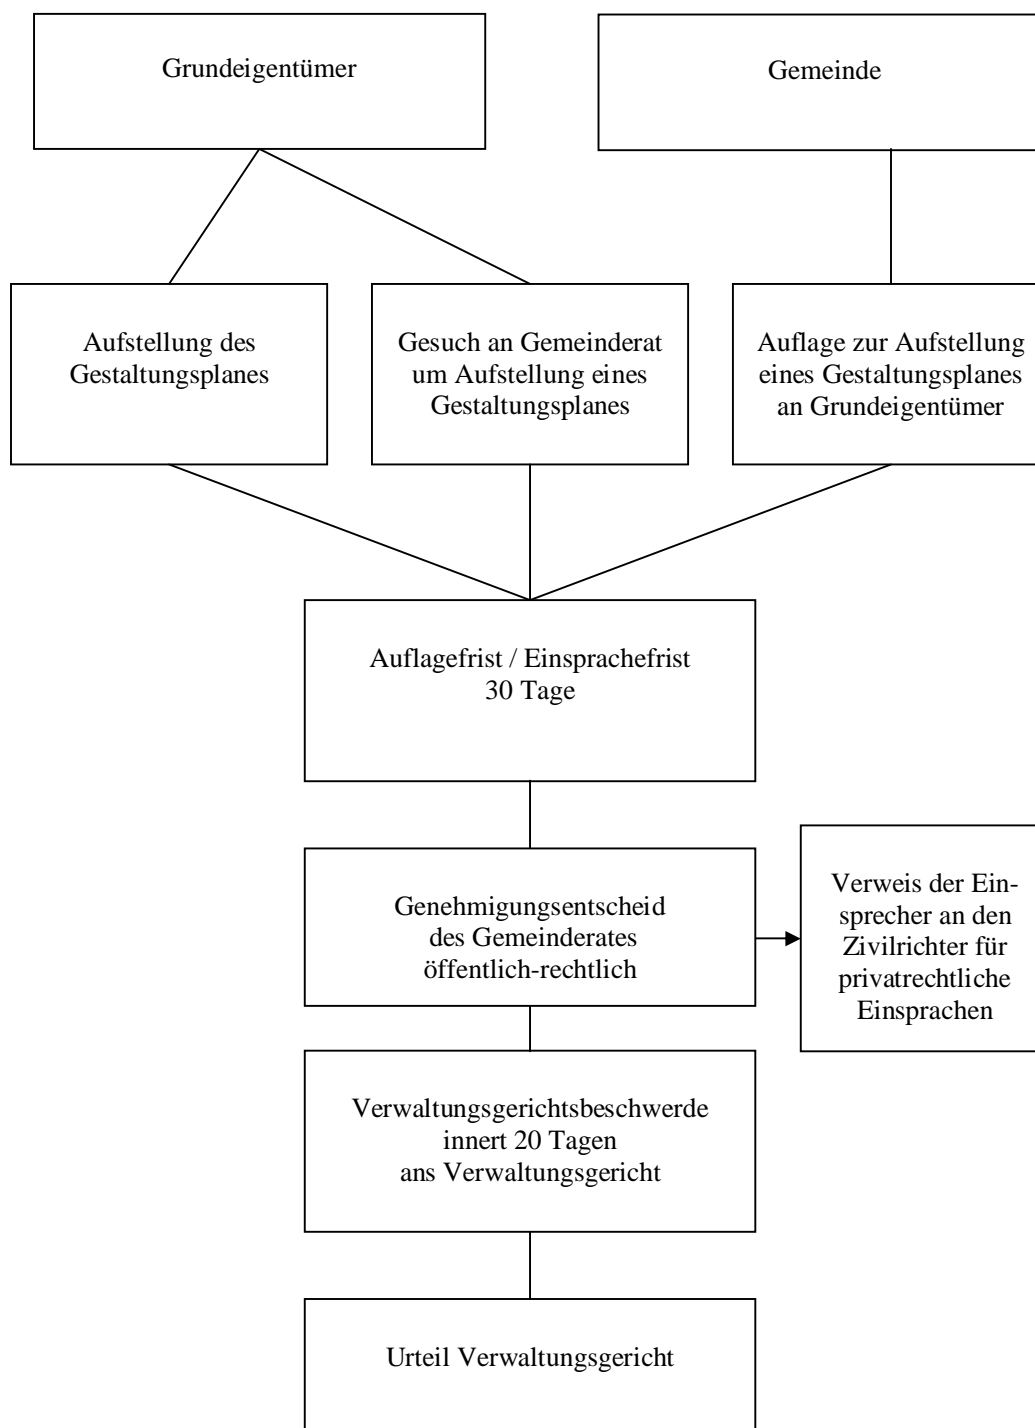 Grundeigentümer
Gemeinde
Aufstellung des
Gestaltungsplanes
Gesuch an Gemeinderat
um Aufstellung eines
Gestaltungsplanes
Auflage zur Aufstellung
eines Gestaltungsplanes
an Grundeigentümer
Auflagefrist / Einsprachefrist
30 Tage
Genehmigungsentscheid
des Gemeinderates
öffentlich-rechtlich
Verweis der Ein-
sprecher an den
Zivilrichter für
privatrechtliche
Einsprachen
Verwaltungsgerichtsbeschwerde
innert 20 Tagen
ans Verwaltungsgericht
Urteil Verwaltungsgericht